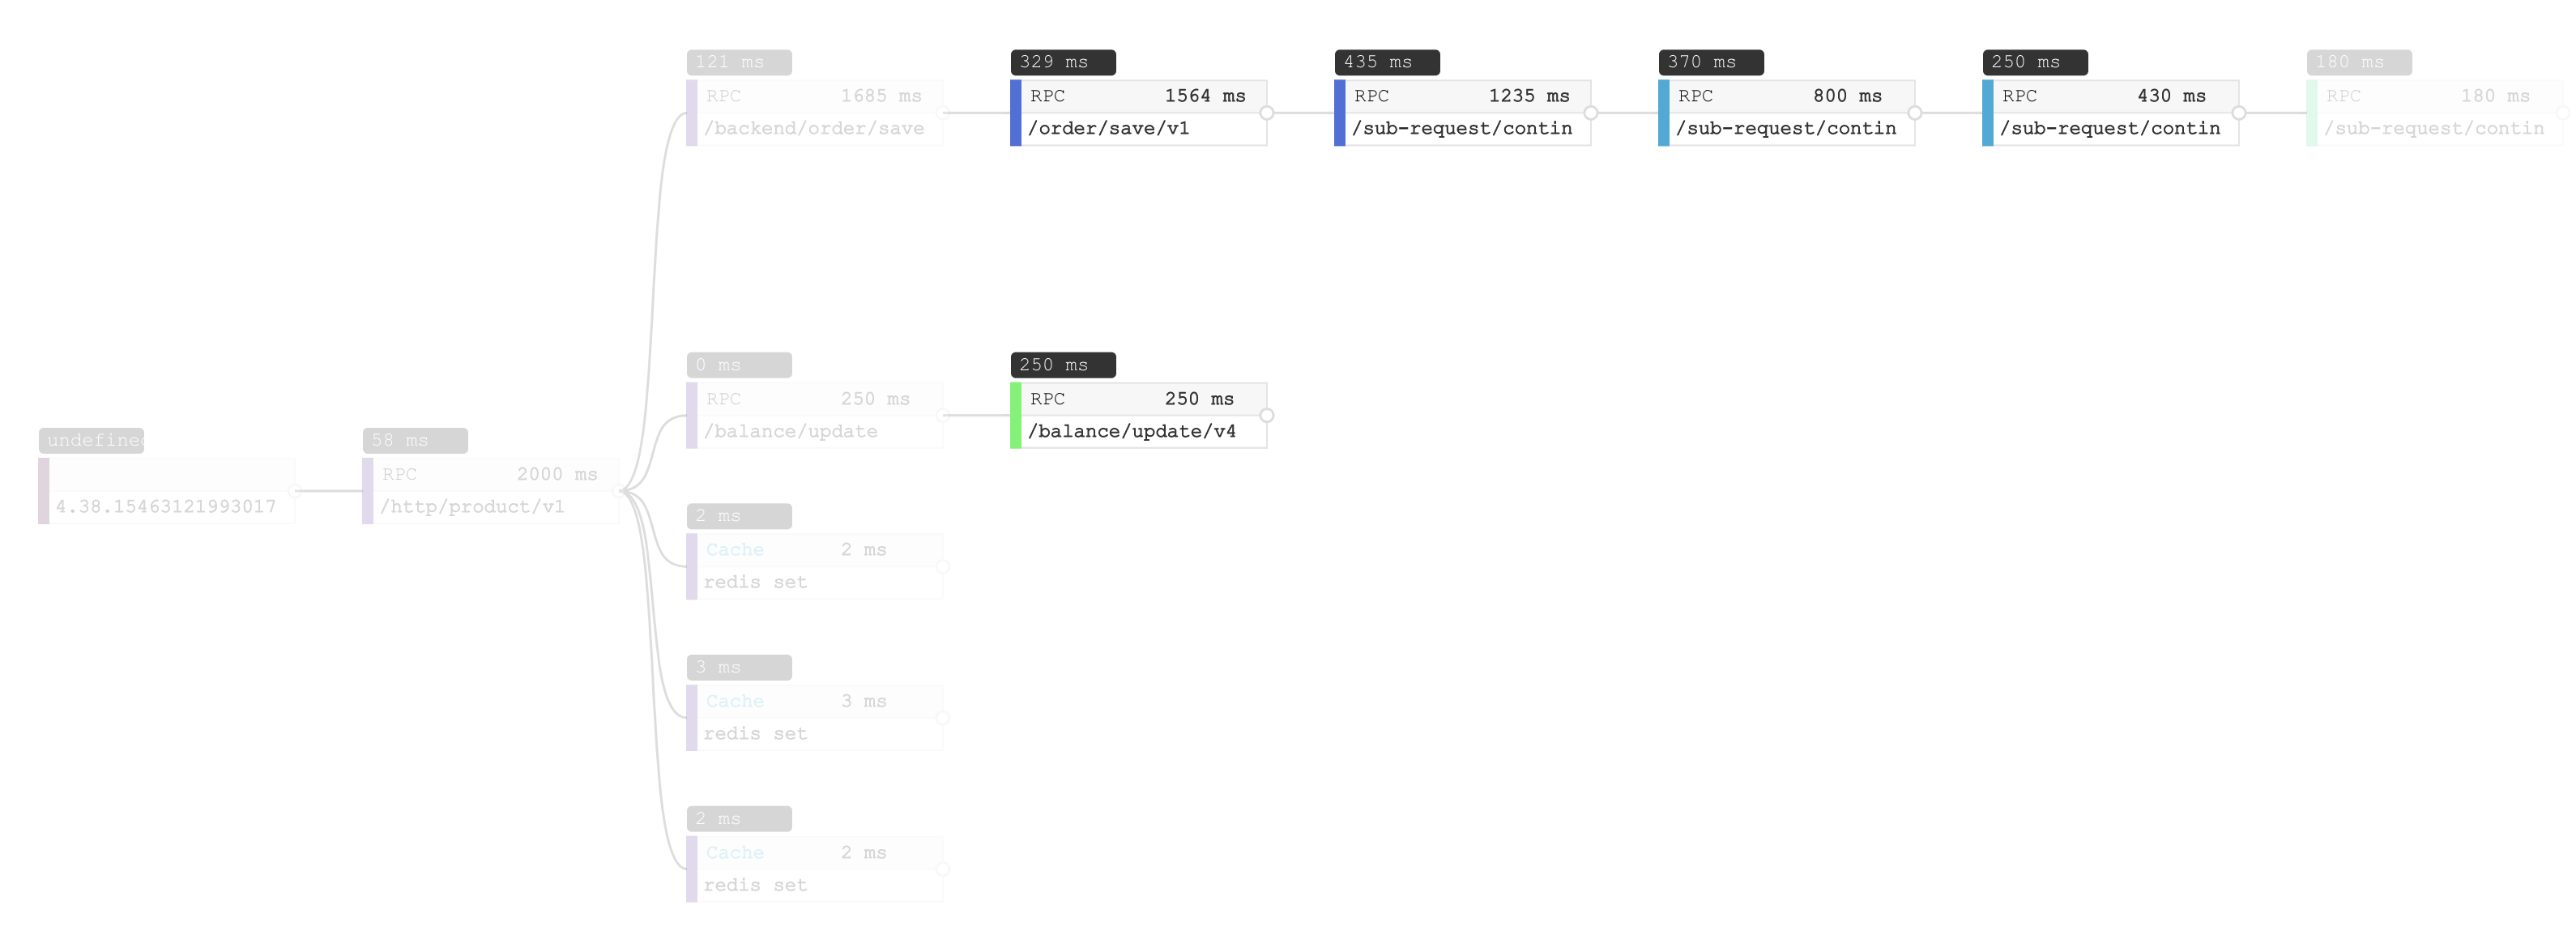 121 ms
RPC 1685 ms
/backend/order/save
329 ms
RPC 1564 ms
/order/save/v1
435 ms
RPC 1235 ms
/sub-request/contin
370 ms
RPC 800 ms
/sub-request/contin
250 ms
RPC 430 ms
/sub-request/contin
180 ms
RPC 180 ms
/sub-request/contin
0 ms
RPC 250 ms
/balance/update
250 ms
RPC 250 ms
/balance/update/v4
undefined
4.38.15463121993017
58 ms
RPC 2000 ms
/http/product/v1
2 ms
Cache 2 ms
redis set
3 ms
Cache 3 ms
redis set
2 ms
Cache 2 ms
redis set